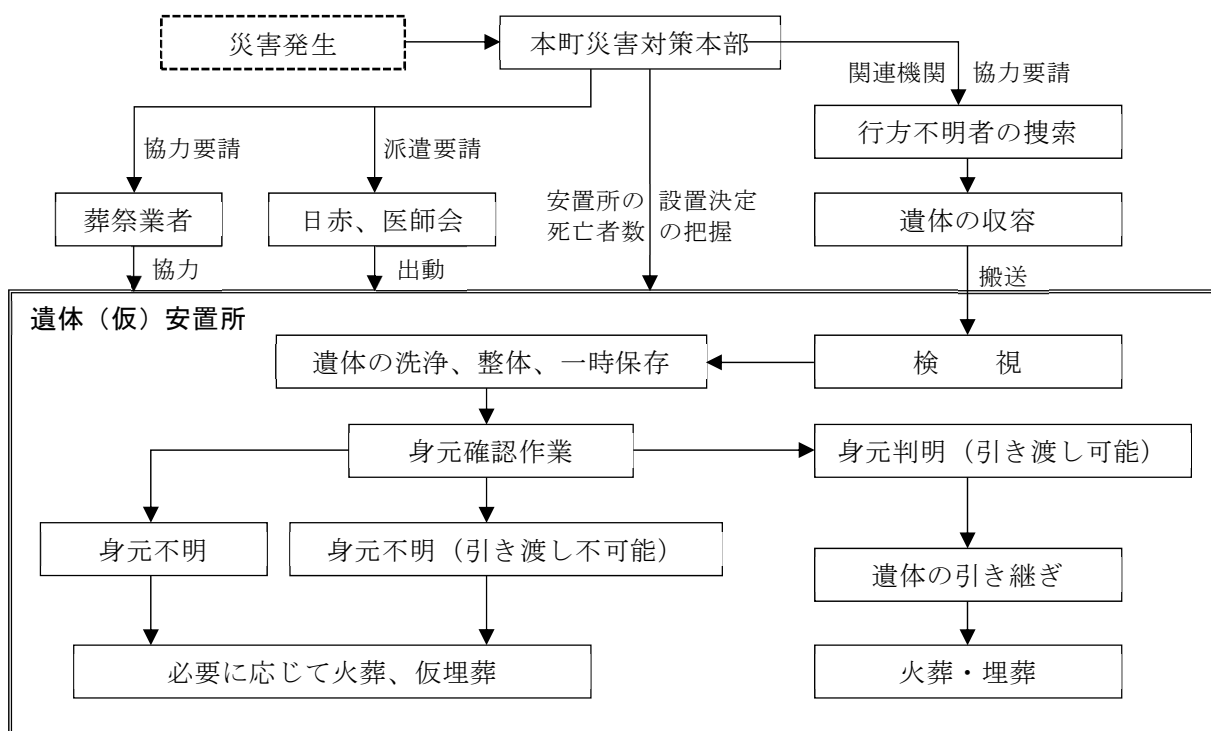 災害発生
本町災害対策本部
関連機関 協力要請
行方不明者の捜索
協力要請
派遣要請
葬祭業者
日赤、医師会
安置所の設置決定
死亡者数の把握
遺体の収容
協力
出動
搬送
遺体（仮）安置所
遺体の洗浄、整体、一時保存
検 視
身元確認作業
身元判明（引き渡し可能）
身元不明
身元不明（引き渡し不可能）
遺体の引き継ぎ
必要に応じて火葬、仮埋葬
火葬・埋葬